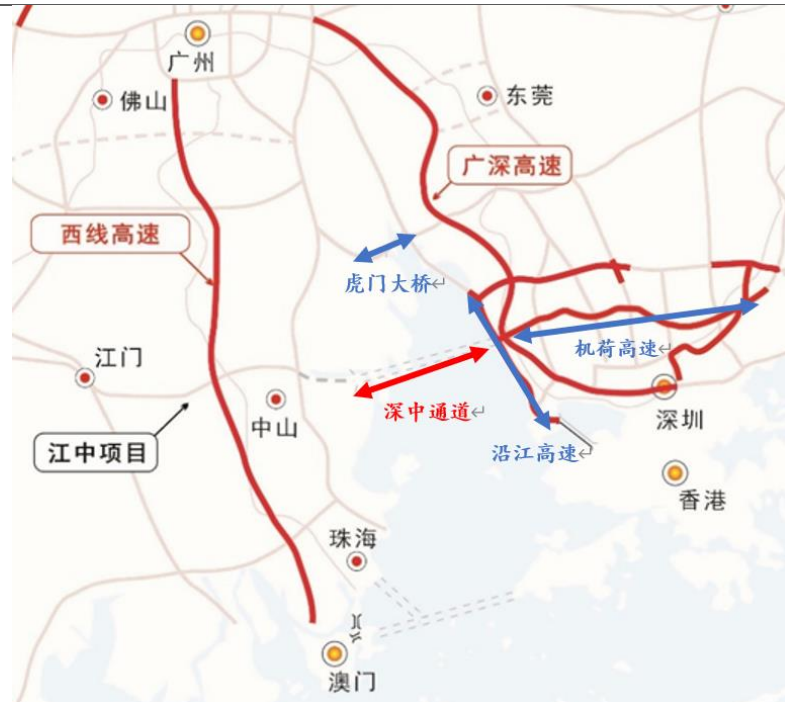 广州
佛山
东莞
广深高速
西线高速
虎门大桥↵
机荷高速↵
江门
深中通道↵
中山
深圳
江中项目
沿江高速↵
香港
珠海
澳门